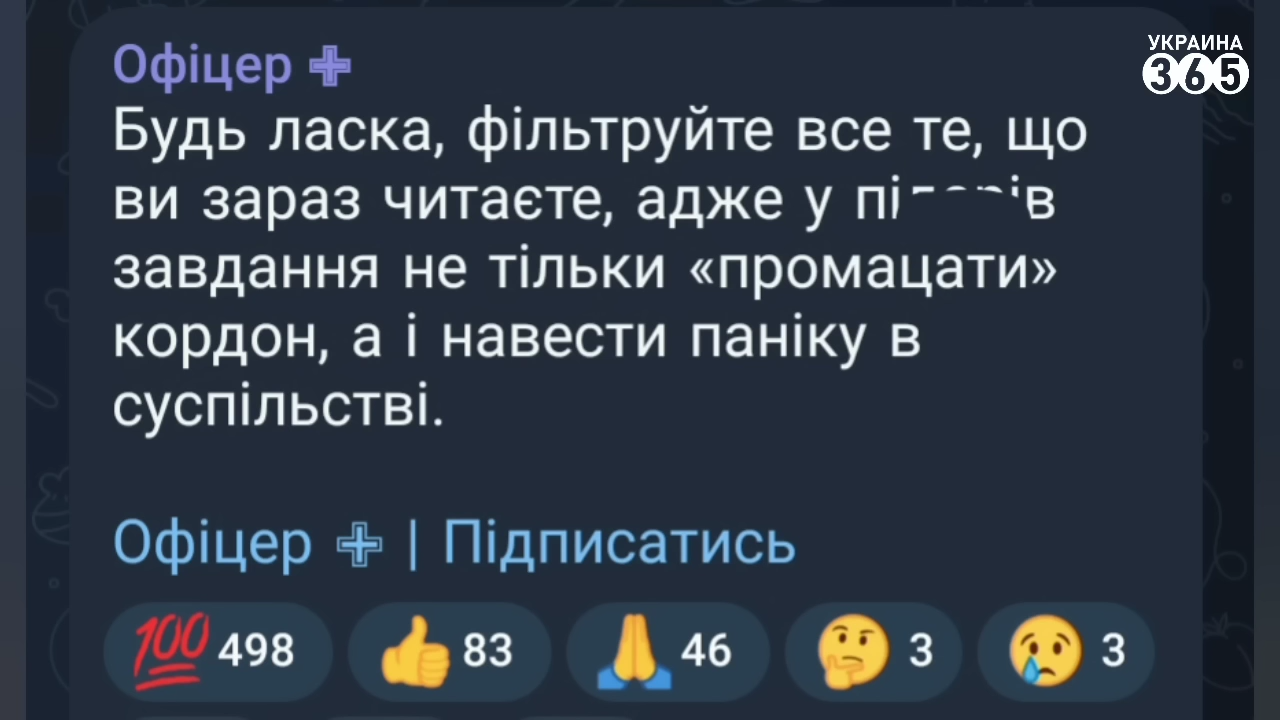 УКРАИНА
365
Офіцер
Будь ласка, фільтруйте все те, що
ви зараз читаєте, адже у
завдання не тільки «промацати»
кордон, а і навести паніку в
суспільстві.
Офіцер | Підписатись
498 83 46 3 3